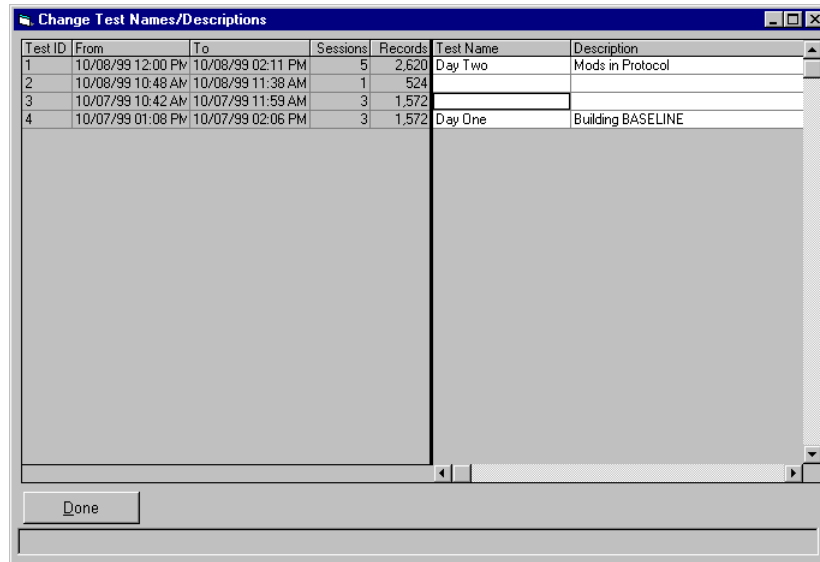 Change Test Names/Descriptions
Test ID From To Sessions Records Test Name Description
1 10/08/99 12:00 PM 10/08/99 02:11 PM 5 2,620 Day Two Mods in Protocol
2 10/08/99 10:48 AM 10/08/99 11:38 AM 1 524
3 10/07/99 10:42 AM 10/07/99 11:59 AM 3 1,572
4 10/07/99 01:08 PM 10/07/99 02:06 PM 3 1,572 Day One Building BASELINE
Done